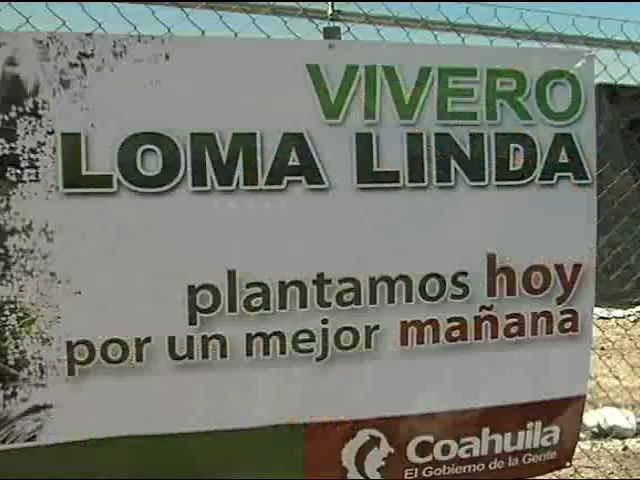 VIVERO
LOMA LINDA
plantamos hoy
por un mejor mañana
Coahuila
El Gobierno de la Gente